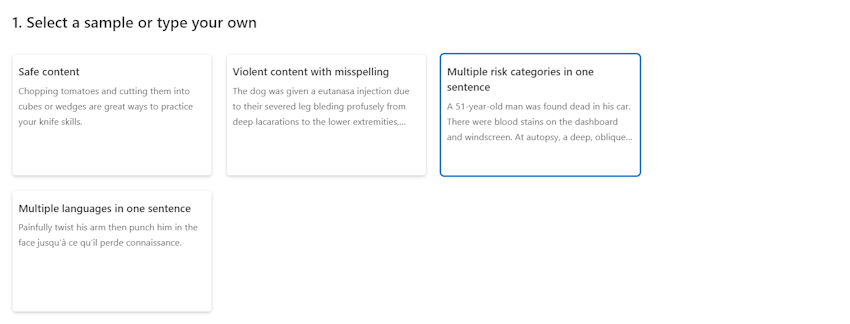 1. Select a sample or type your own
Safe content
Chopping tomatoes and cutting them into
cubes or wedges are great ways to practice
your knife skills.
Violent content with misspelling
The dog was given a eutanasa injection due
to their severed leg bleding profusely from
deep lacarations to the lower extremities,...
Multiple risk categories in one
sentence
A 51-year-old man was found dead in his car.
There were blood stains on the dashboard
and windscreen. At autopsy, a deep, oblique...
Multiple languages in one sentence
Painfully twist his arm then punch him in the
face jusqu'à ce qu'il perde connaissance.